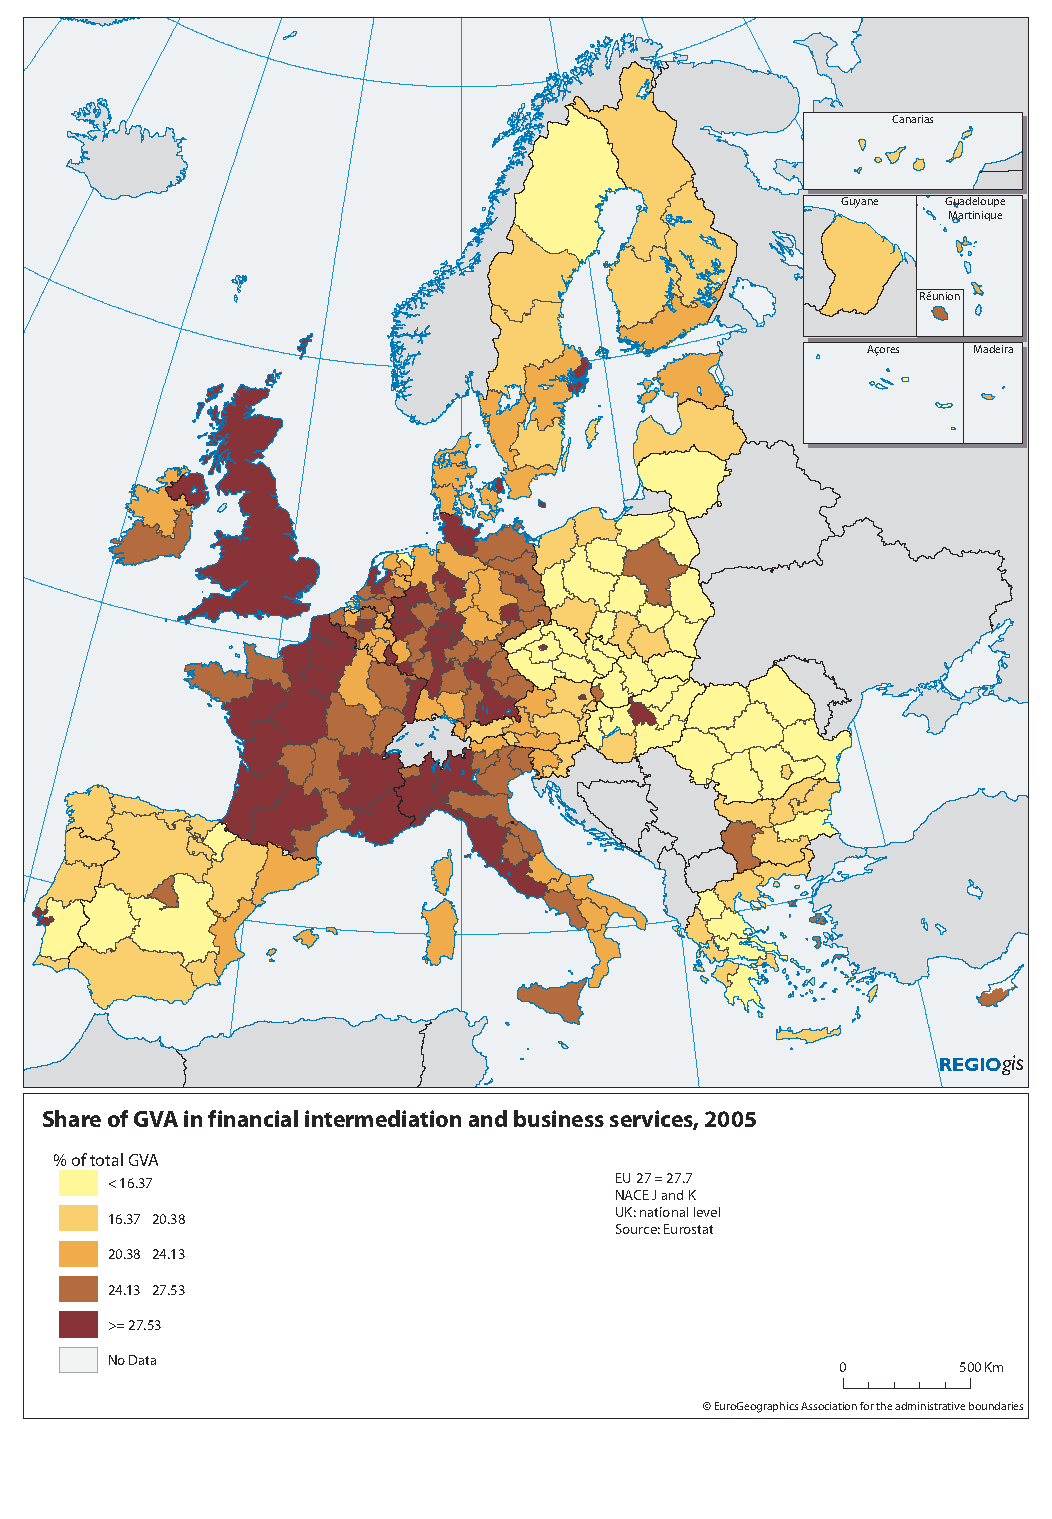 Canarias
Guyane
Guadeloupe
Martinique
Réunion
Açores
Madeira
REGIOgis
Share of GVA in financial intermediation and business services, 2005
% of total GVA
< 16.37
16.37 20.38
20.38 24.13
24.13 27.53
>= 27.53
No Data
EU 27 = 27.7
NACE J and K
UK: national level
Source: Eurostat
0 500 Km
© EuroGeographics Association for the administrative boundaries